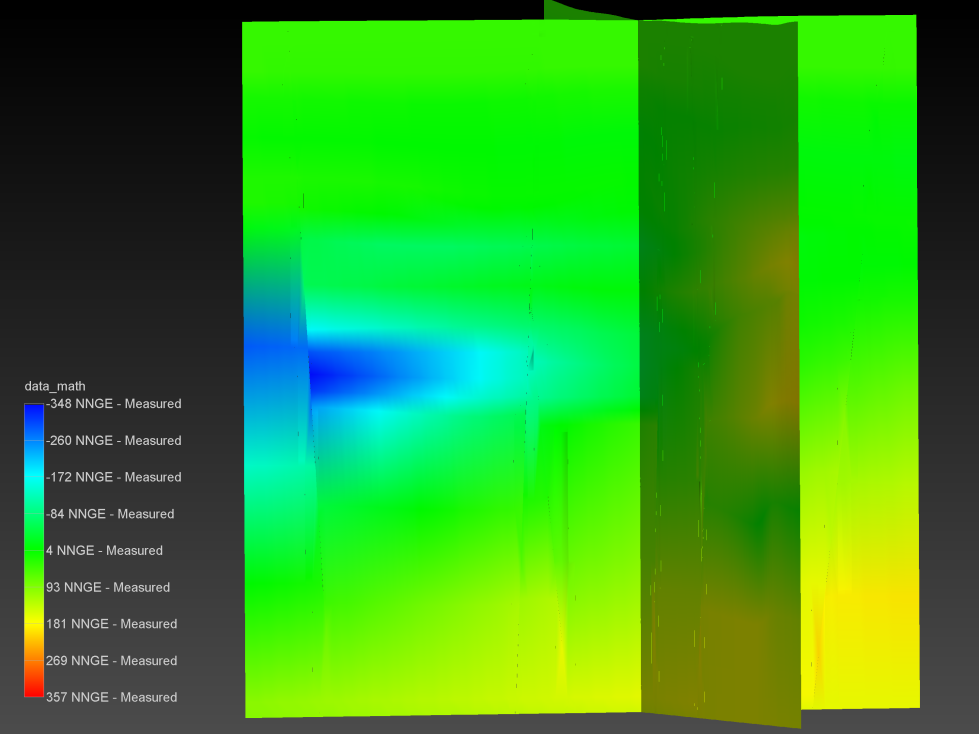 data_math
-348 NNGE - Measured
-260 NNGE - Measured
-172 NNGE - Measured
-84 NNGE - Measured
4 NNGE - Measured
93 NNGE - Measured
181 NNGE - Measured
269 NNGE - Measured
357 NNGE - Measured